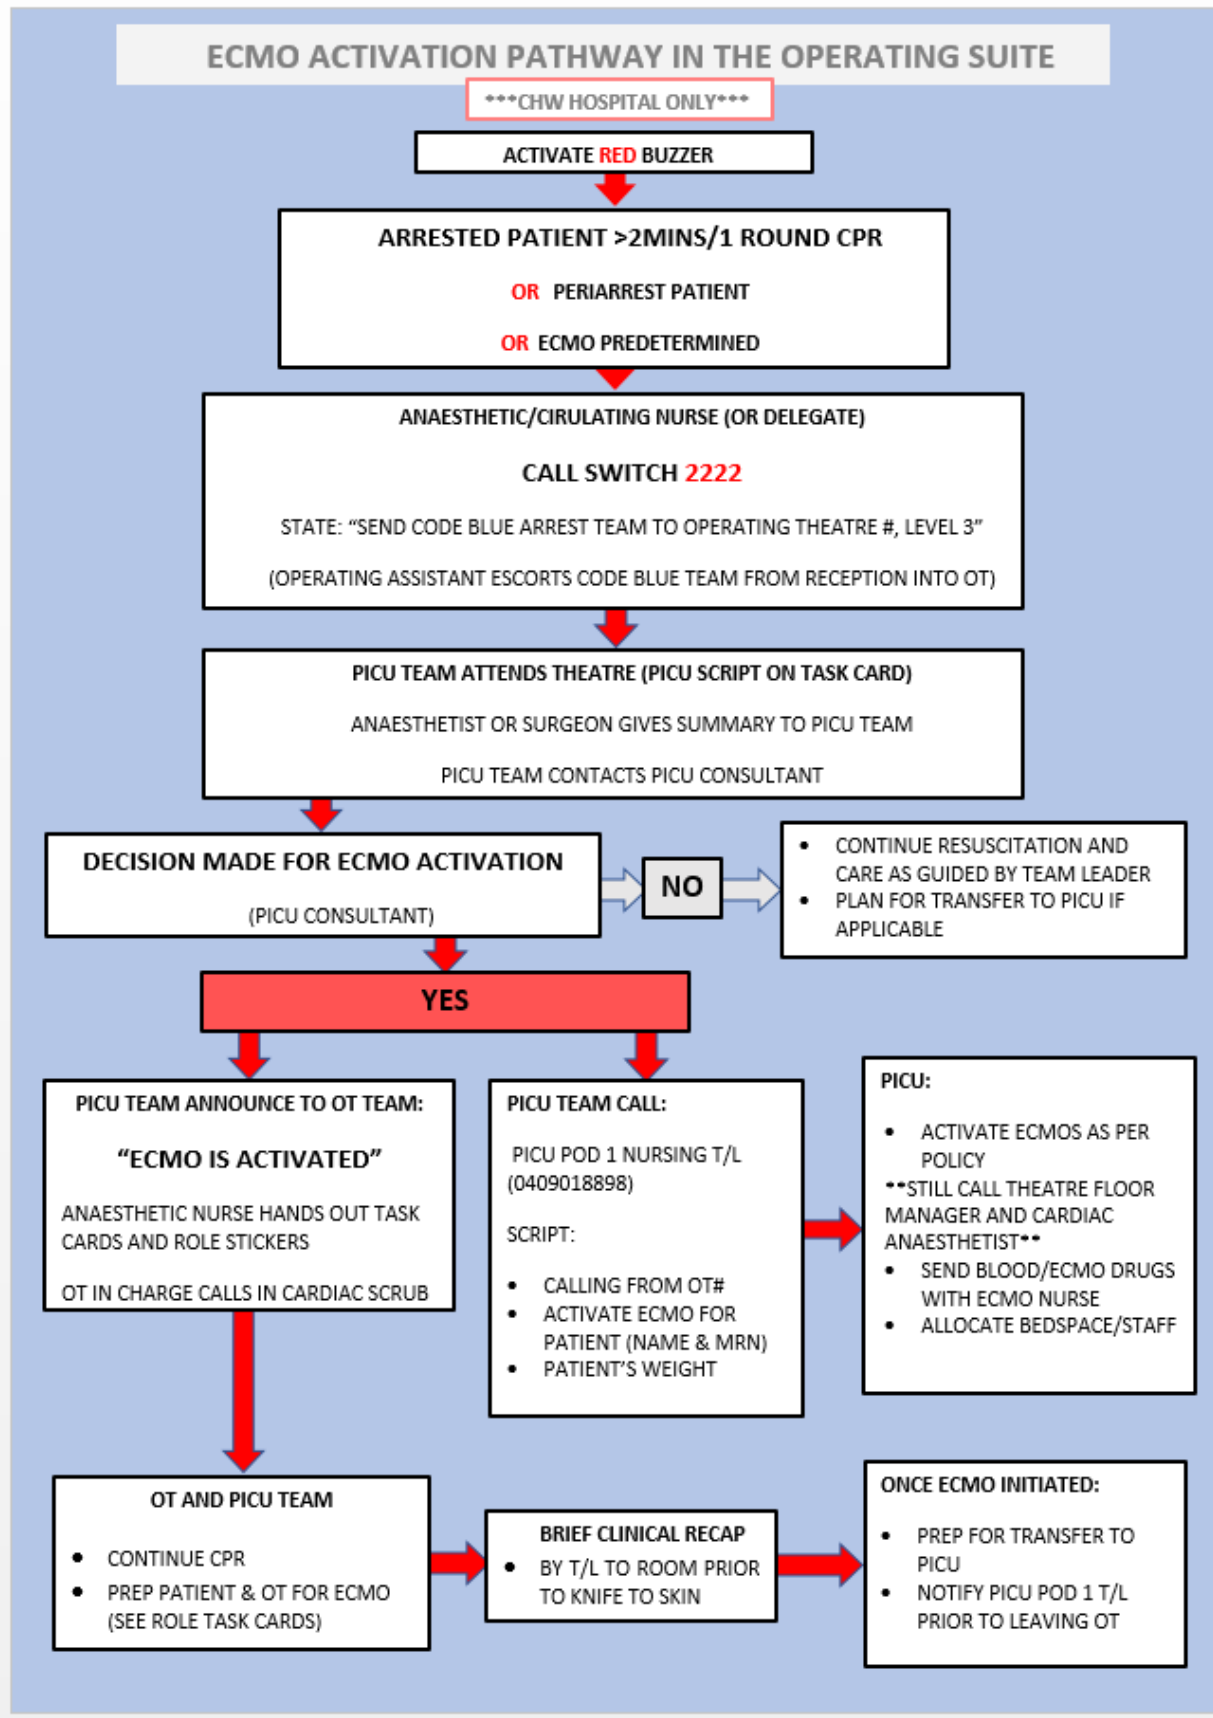 ECMO ACTIVATION PATHWAY IN THE OPERATING SUITE
***CHW HOSPITAL ONLY***
ACTIVATE RED BUZZER
ARRESTED PATIENT >2MINS/1 ROUND CPR
OR PERIARREST PATIENT
OR ECMO PREDETERMINED
ANAESTHETIC/CIRULATING NURSE (OR DELEGATE)
CALL SWITCH 2222
STATE: “SEND CODE BLUE ARREST TEAM TO OPERATING THEATRE #, LEVEL 3”
(OPERATING ASSISTANT ESCORTS CODE BLUE TEAM FROM RECEPTION INTO OT)
PICU TEAM ATTENDS THEATRE (PICU SCRIPT ON TASK CARD)
ANAESTHETIST OR SURGEON GIVES SUMMARY TO PICU TEAM
PICU TEAM CONTACTS PICU CONSULTANT
DECISION MADE FOR ECMO ACTIVATION
(PICU CONSULTANT)
NO
• CONTINUE RESUSCITATION AND
CARE AS GUIDED BY TEAM LEADER
• PLAN FOR TRANSFER TO PICU IF
APPLICABLE
YES
PICU TEAM ANNOUNCE TO OT TEAM:
“ECMO IS ACTIVATED”
ANAESTHETIC NURSE HANDS OUT TASK
CARDS AND ROLE STICKERS
OT IN CHARGE CALLS IN CARDIAC SCRUB
PICU TEAM CALL:
PICU POD 1 NURSING T/L
(0409018898)
SCRIPT:
• CALLING FROM OT#
• ACTIVATE ECMO FOR
PATIENT (NAME & MRN)
• PATIENT’S WEIGHT
PICU:
• ACTIVATE ECMOS AS PER
POLICY
**STILL CALL THEATRE FLOOR
MANAGER AND CARDIAC
ANAESTHETIST**
• SEND BLOOD/ECMO DRUGS
WITH ECMO NURSE
• ALLOCATE BEDSPACE/STAFF
OT AND PICU TEAM
• CONTINUE CPR
• PREP PATIENT & OT FOR ECMO
(SEE ROLE TASK CARDS)
BRIEF CLINICAL RECAP
• BY T/L TO ROOM PRIOR
TO KNIFE TO SKIN
ONCE ECMO INITIATED:
• PREP FOR TRANSFER TO
PICU
• NOTIFY PICU POD 1 T/L
PRIOR TO LEAVING OT